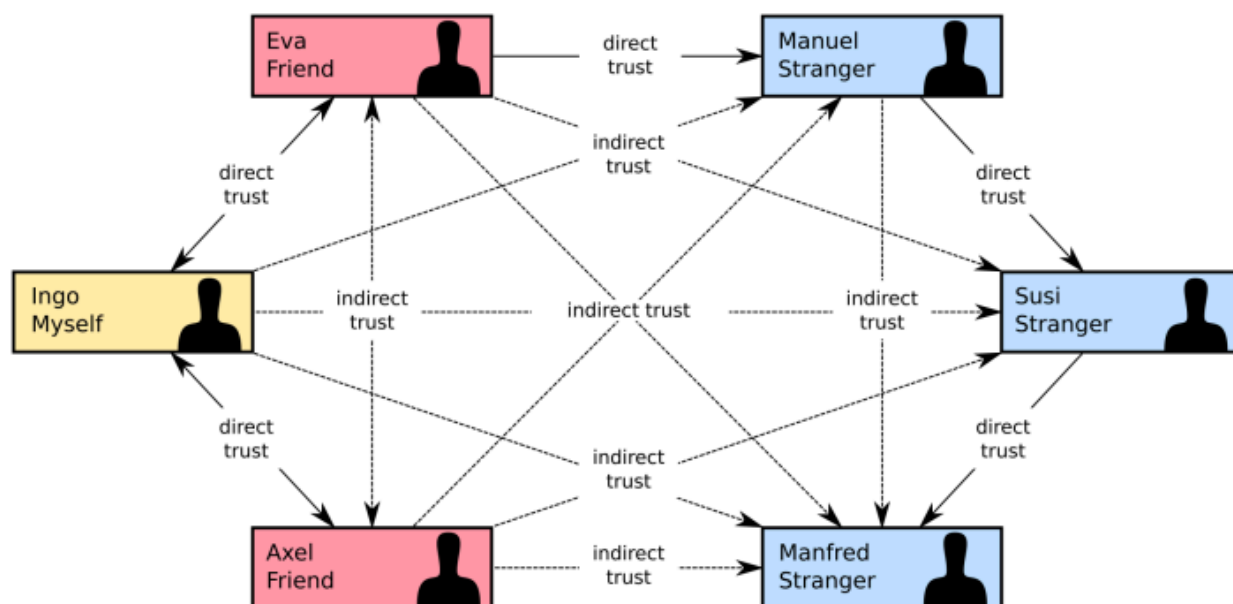 Eva
Friend
direct
trust
Manuel
Stranger
indirect
trust
direct
trust
direct
trust
Ingo
Myself
indirect
trust
indirect trust
indirect
trust
Susi
Stranger
direct
trust
indirect
trust
direct
trust
Axel
Friend
indirect
trust
Manfred
Stranger